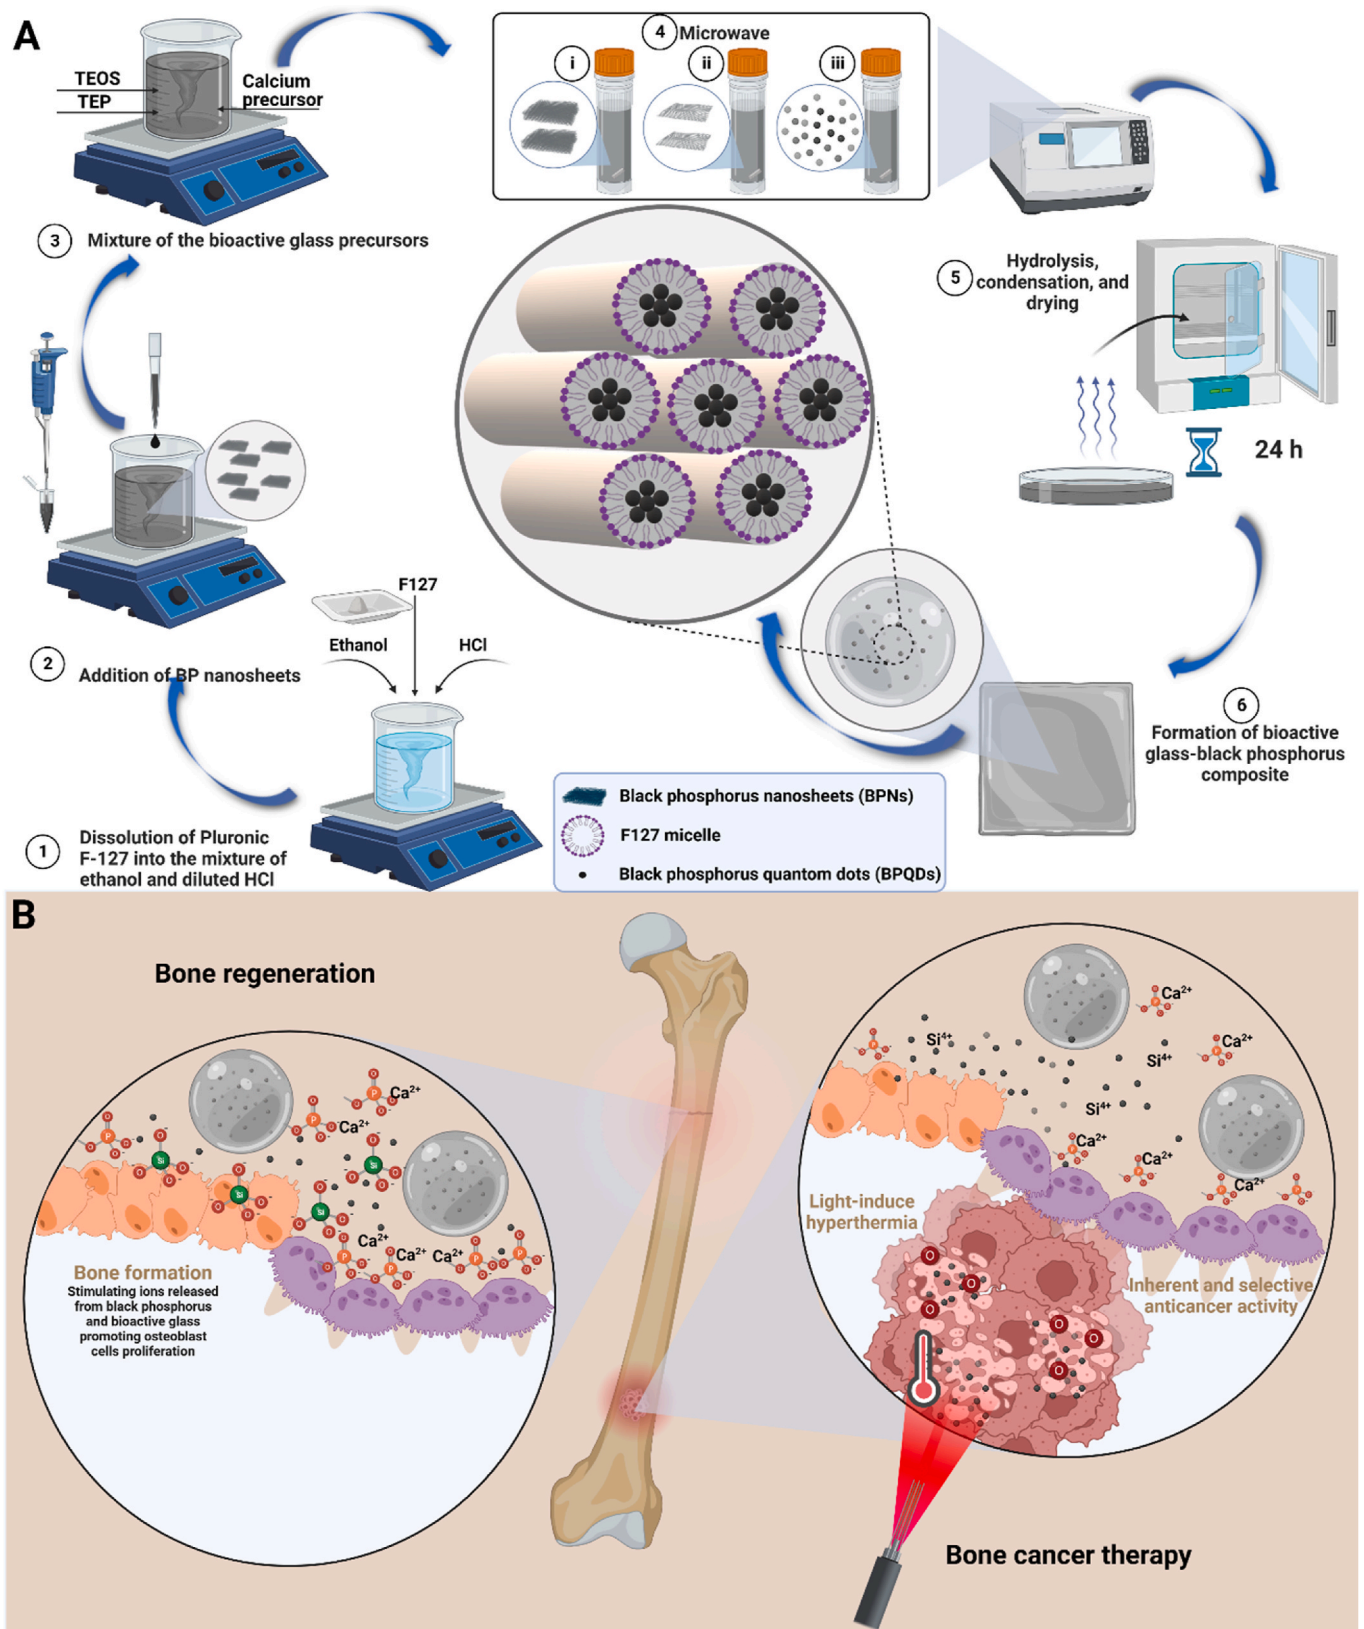 A
TEOS
TEP
Calcium
precursor
3
Mixture of the bioactive glass precursors
4
Microwave
i
ii
iii
5
Hydrolysis,
condensation, and
drying
24 h
2
Addition of BP nanosheets
F127
Ethanol
HCl
1
Dissolution of Pluronic
F-127 into the mixture of
ethanol and diluted HCl
6
Formation of bioactive
glass-black phosphorus
composite
Black phosphorus nanosheets (BPNs)
F127 micelle
Black phosphorus quantom dots (BPQDs)
B
Bone regeneration
Ca²⁺
Ca²⁺
Ca²⁺
Ca²⁺
Ca²⁺
Bone formation
Stimulating ions released
from black phosphorus
and bioactive glass
promoting osteoblast
cells proliferation
Ca²⁺
Si⁴⁺
Si⁴⁺
Ca²⁺
Si⁴⁺
Ca²⁺
Ca²⁺
Ca²⁺
Light-induce
hyperthermia
Inherent and selective
anticancer activity
Bone cancer therapy